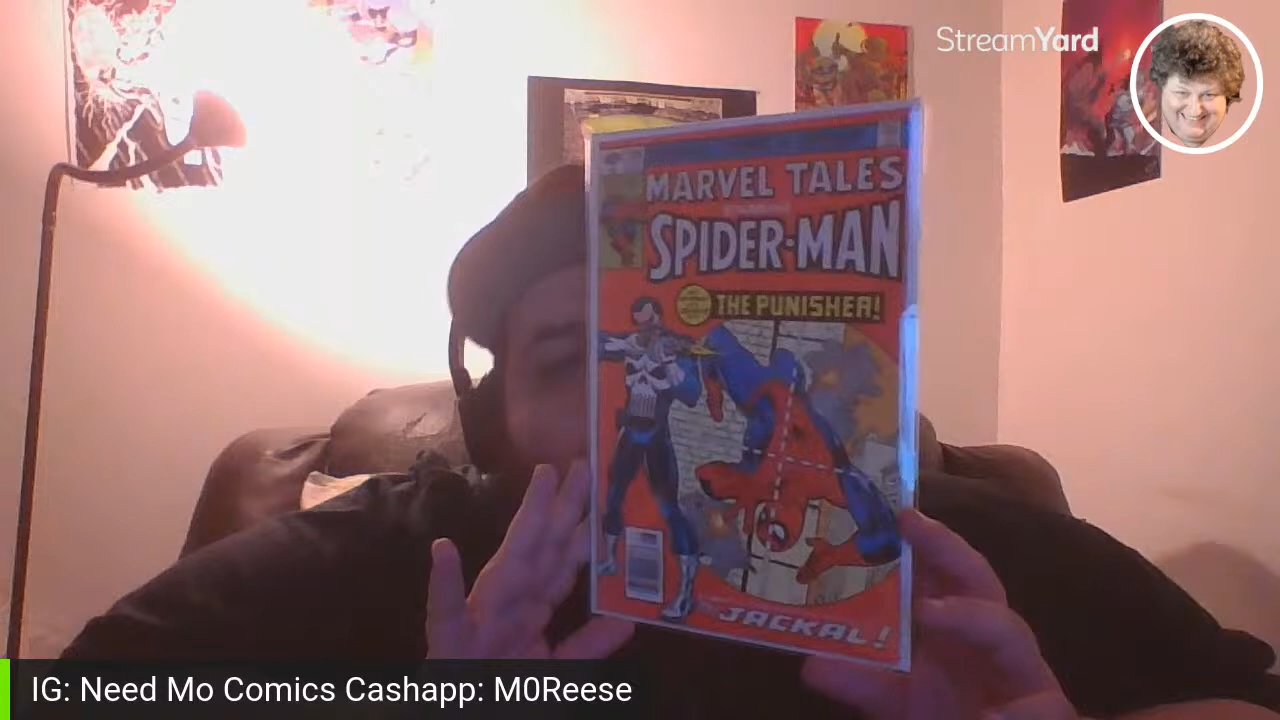 StreamYard
MARVEL TALES
SPIDER-MAN
THE PUNISHER!
JACKAL!
IG: Need Mo Comics Cashapp: M0Reese